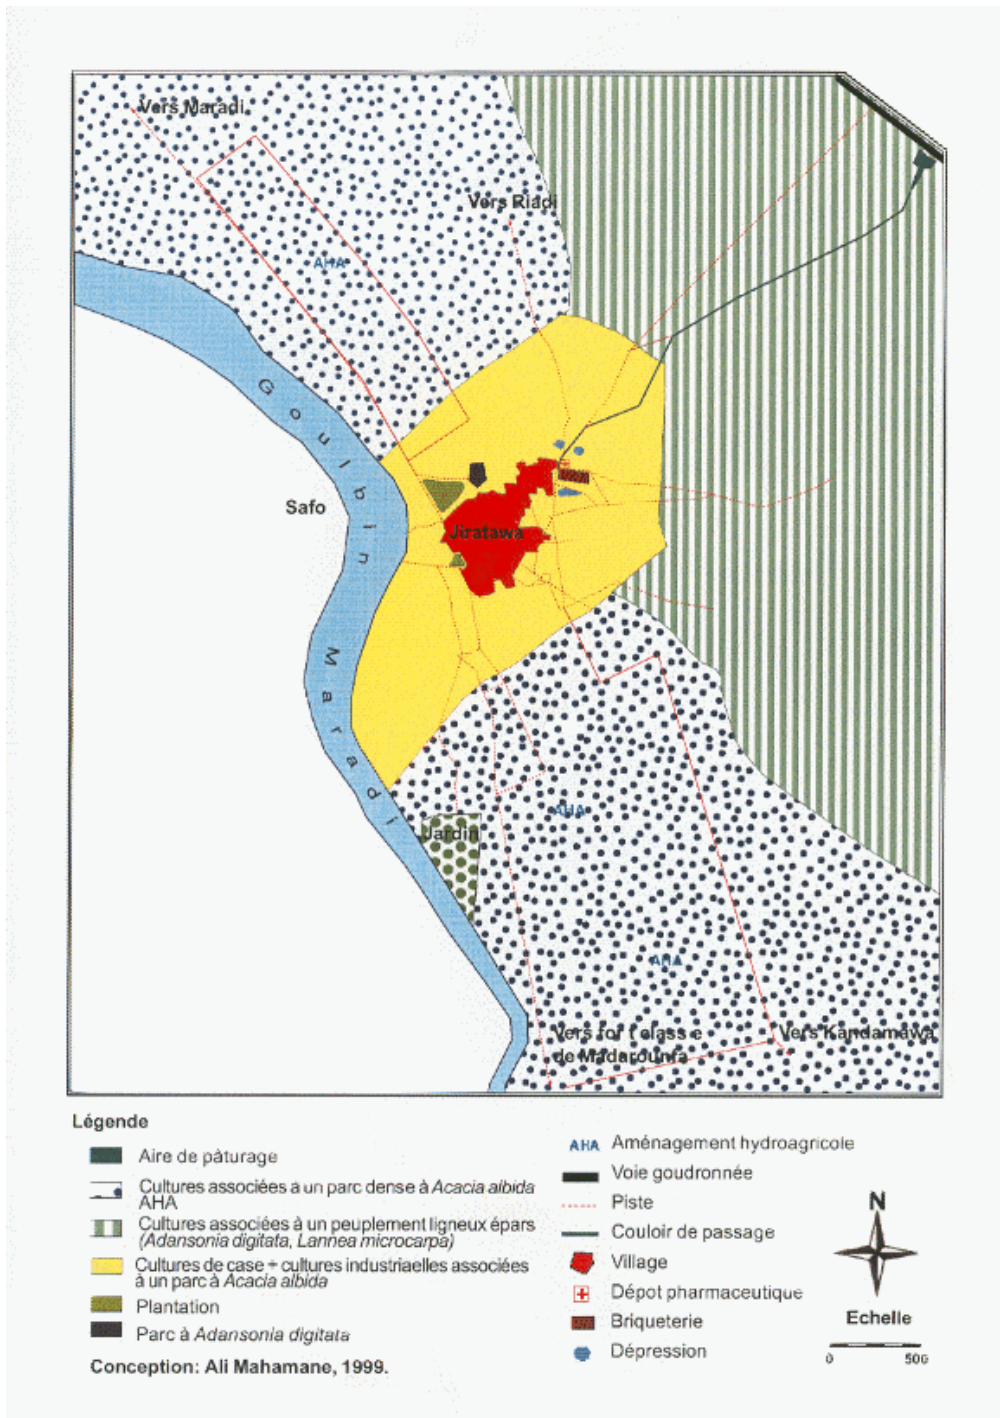 Vers Maradi
Vers Riadi
AHA
Goulbin Maradi
Safo
Jiratawa
AHA
Jardin
AHA
Vers for t class e
de Madarounfa
Vers Kandamawa
Légende
Aire de pâturage
Cultures associées a un parc dense à Acacia albida
AHA
Cultures associées à un peuplement ligneux épars
(Adansonia digitata, Lannea microcarpa)
Cultures de case + cultures industriaelles associées
à un parc à Acacia albida
Plantation
Parc à Adansonia digitata
Conception: Ali Mahamane, 1999.
AHA Aménagement hydroagricole
Voie goudronnée
Piste
Couloir de passage
Village
Dépot pharmaceutique
Briqueterie
Dépression
N
Echelle
0 500